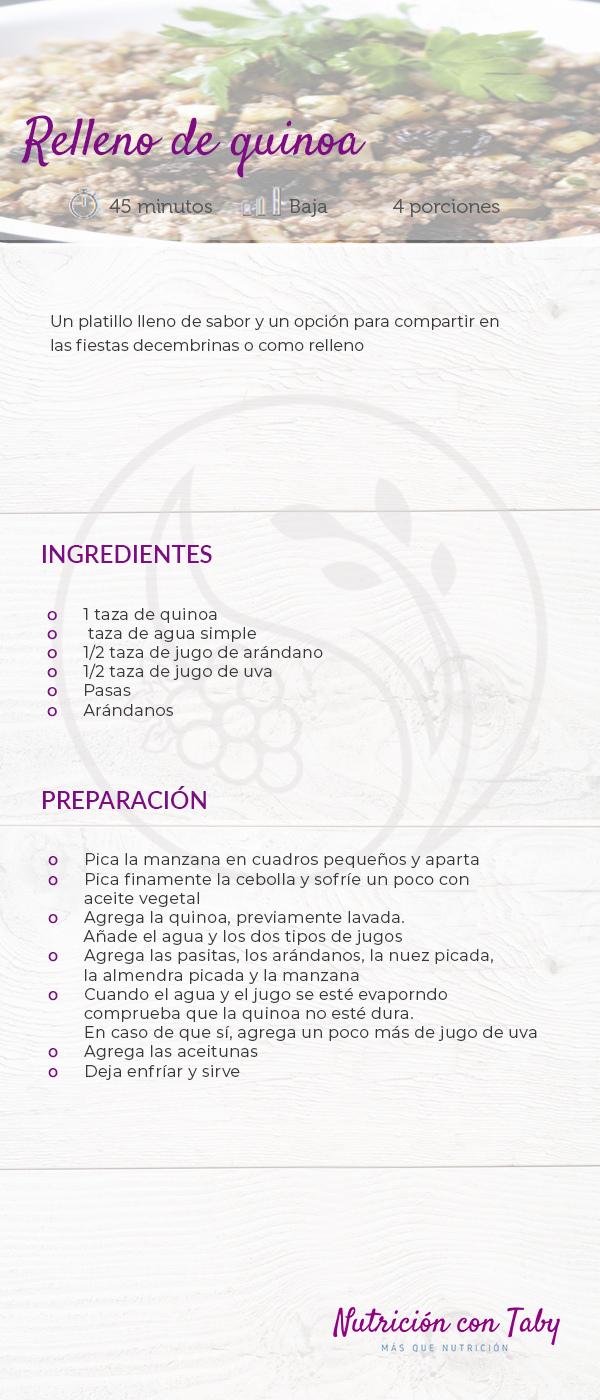 Relleno de quinoa
45 minutos Baja 4 porciones
Un platillo lleno de sabor y un opción para compartir en
las fiestas decembrinas o como relleno
INGREDIENTES
o 1 taza de quinoa
o taza de agua simple
o 1/2 taza de jugo de arándano
o 1/2 taza de jugo de uva
o Pasas
o Arándanos
PREPARACIÓN
o Pica la manzana en cuadros pequeños y aparta
o Pica finamente la cebolla y sofríe un poco con
aceite vegetal
o Agrega la quinoa, previamente lavada.
Añade el agua y los dos tipos de jugos
o Agrega las pasitas, los arándanos, la nuez picada,
la almendra picada y la manzana
o Cuando el agua y el jugo se esté evaporndo
comprueba que la quinoa no esté dura.
En caso de que sí, agrega un poco más de jugo de uva
o Agrega las aceitunas
o Deja enfríar y sirve
Nutrición con Taby
MÁS QUE NUTRICIÓN